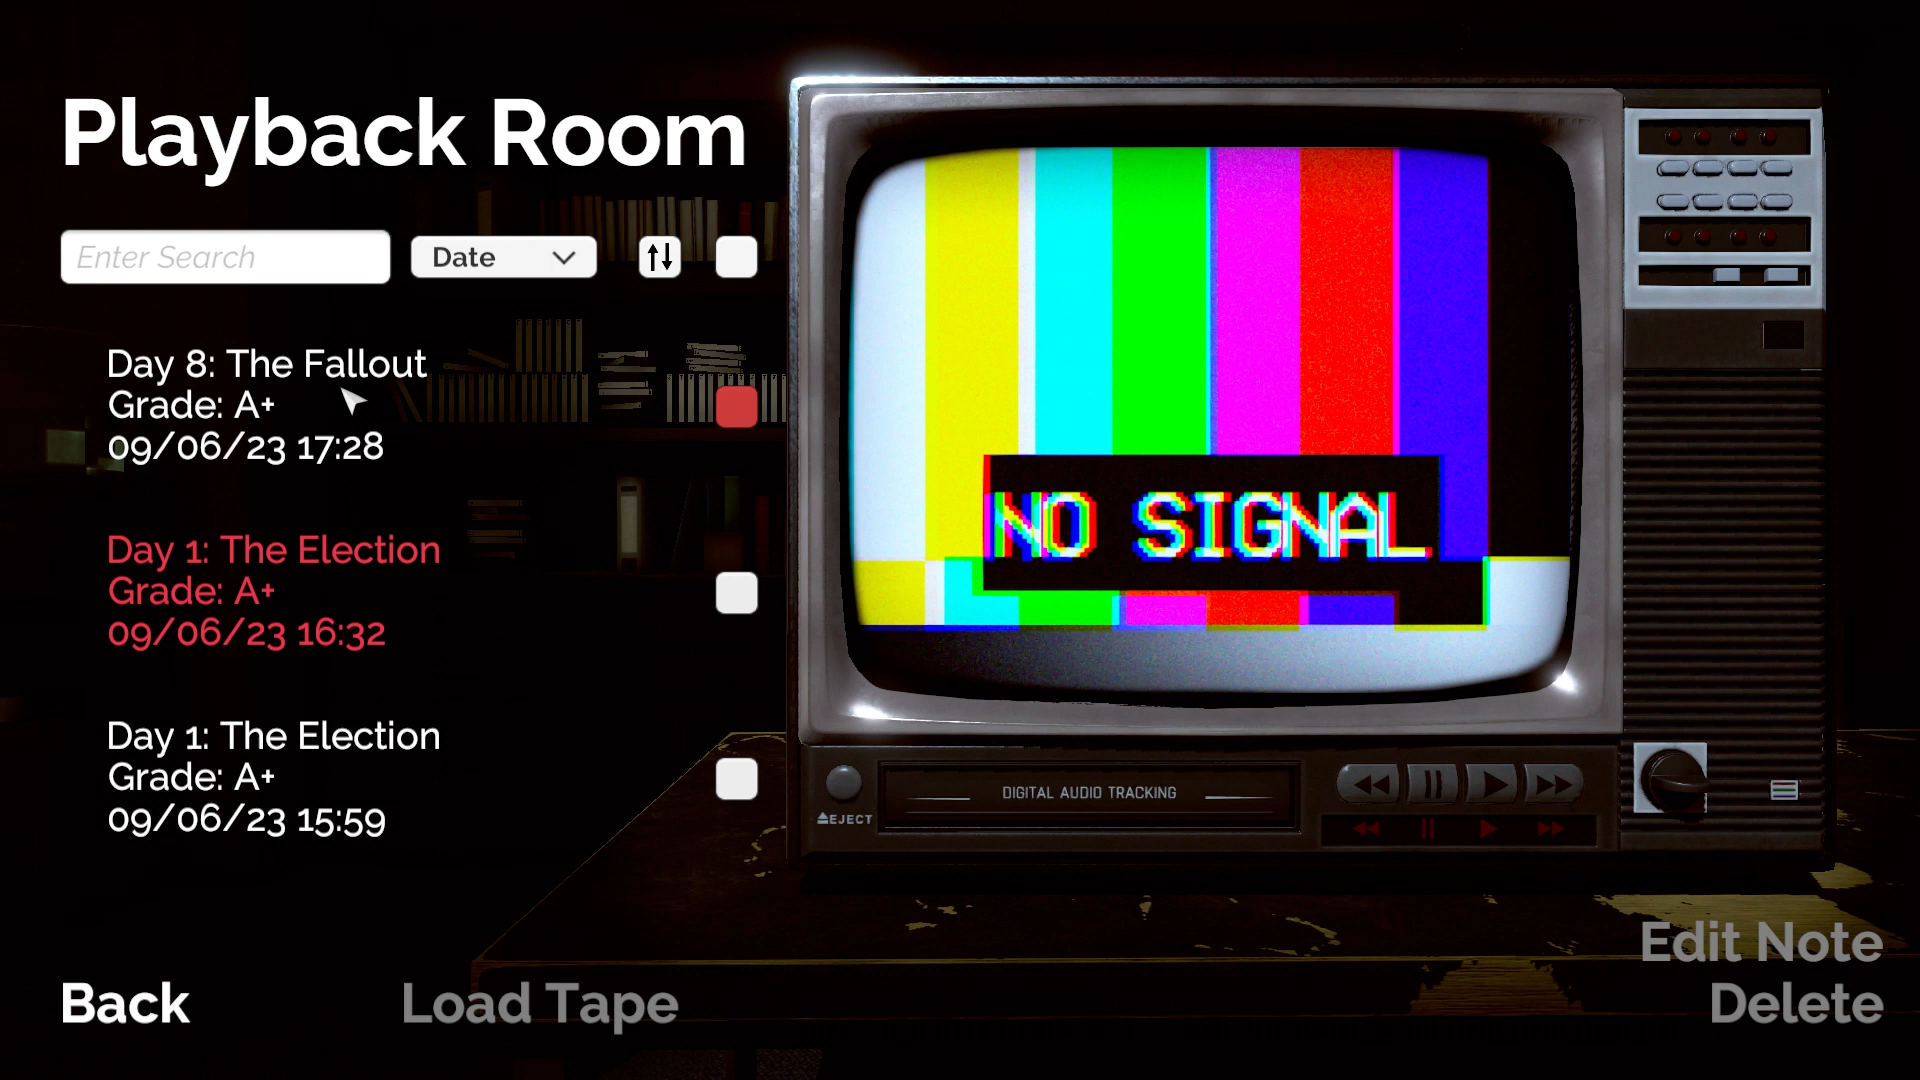 Playback Room
Enter Search
Date
Day 8: The Fallout
Grade: A+
09/06/23 17:28
Day 1: The Election
Grade: A+
09/06/23 16:32
Day 1: The Election
Grade: A+
09/06/23 15:59
NO SIGNAL
DIGITAL AUDIO TRACKING
EJECT
Edit Note
Back
Load Tape
Delete